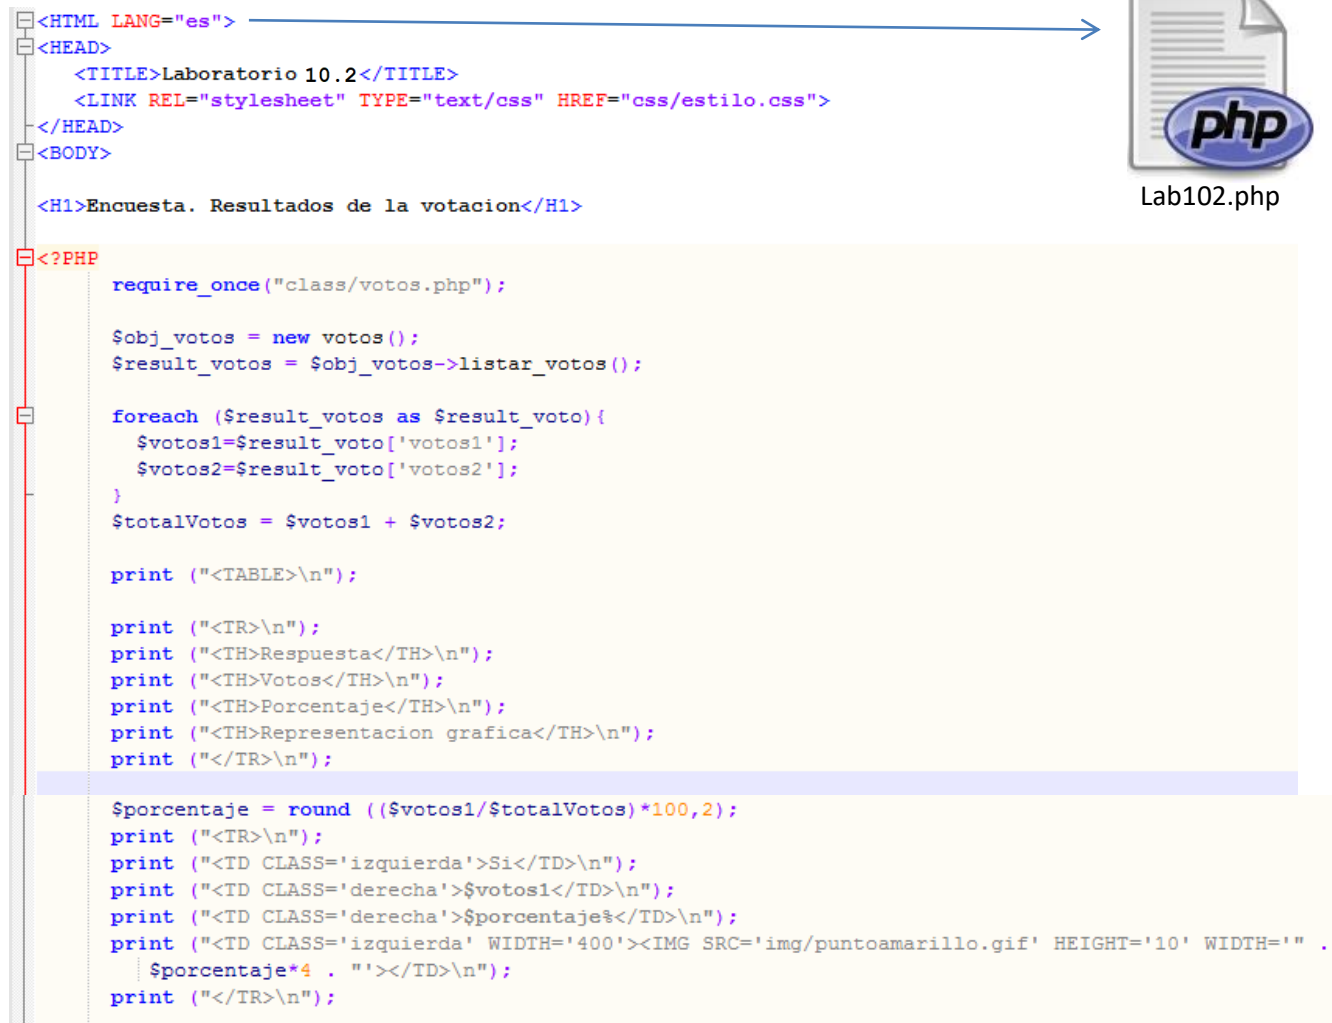 <HTML LANG="es">
<HEAD>
<TITLE>Laboratorio 10.2</TITLE>
<LINK REL="stylesheet" TYPE="text/css" HREF="css/estilo.css">
</HEAD>
<BODY>
php
Lab102.php
<H1>Encuesta. Resultados de la votacion</H1>
<?PHP
require_once("class/votos.php");
$obj_votos = new votos();
$result_votos = $obj_votos->listar_votos();
foreach ($result_votos as $result_voto){
$votos1=$result_voto['votos1'];
$votos2=$result_voto['votos2'];
}
$totalVotos = $votos1 + $votos2;
print ("<TABLE>\n");
print ("<TR>\n");
print ("<TH>Respuesta</TH>\n");
print ("<TH>Votos</TH>\n");
print ("<TH>Porcentaje</TH>\n");
print ("<TH>Representacion grafica</TH>\n");
print ("</TR>\n");
$porcentaje = round (($votos1/$totalVotos)*100,2);
print ("<TR>\n");
print ("<TD CLASS='izquierda'>Si</TD>\n");
print ("<TD CLASS='derecha'>$votos1</TD>\n");
print ("<TD CLASS='derecha'>$porcentaje%</TD>\n");
print ("<TD CLASS='izquierda' WIDTH='400'><IMG SRC='img/puntoamarillo.gif' HEIGHT='10' WIDTH='" .
$porcentaje*4 . "'></TD>\n");
print ("</TR>\n");